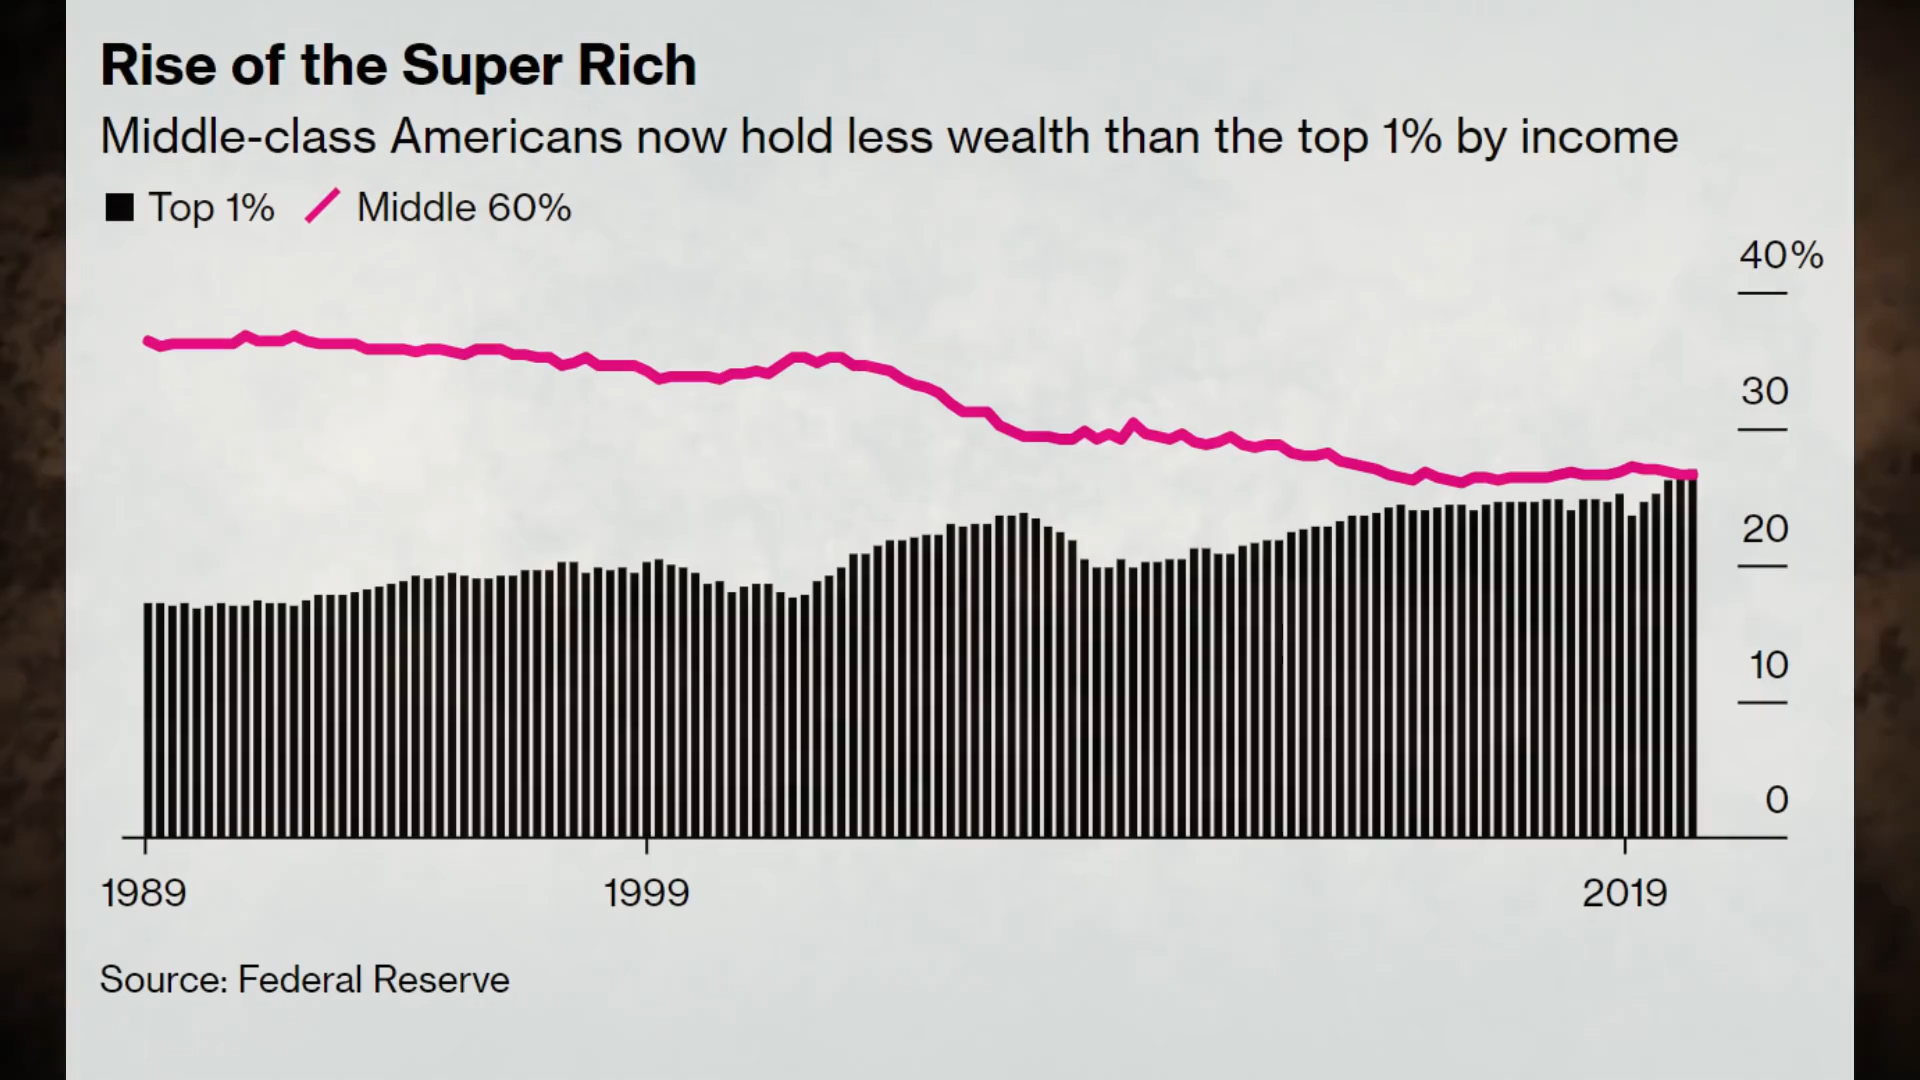 Rise of the Super Rich
Middle-class Americans now hold less wealth than the top 1% by income
Top 1% Middle 60%
40%
30
20
10
0
1989 1999 2019
Source: Federal Reserve